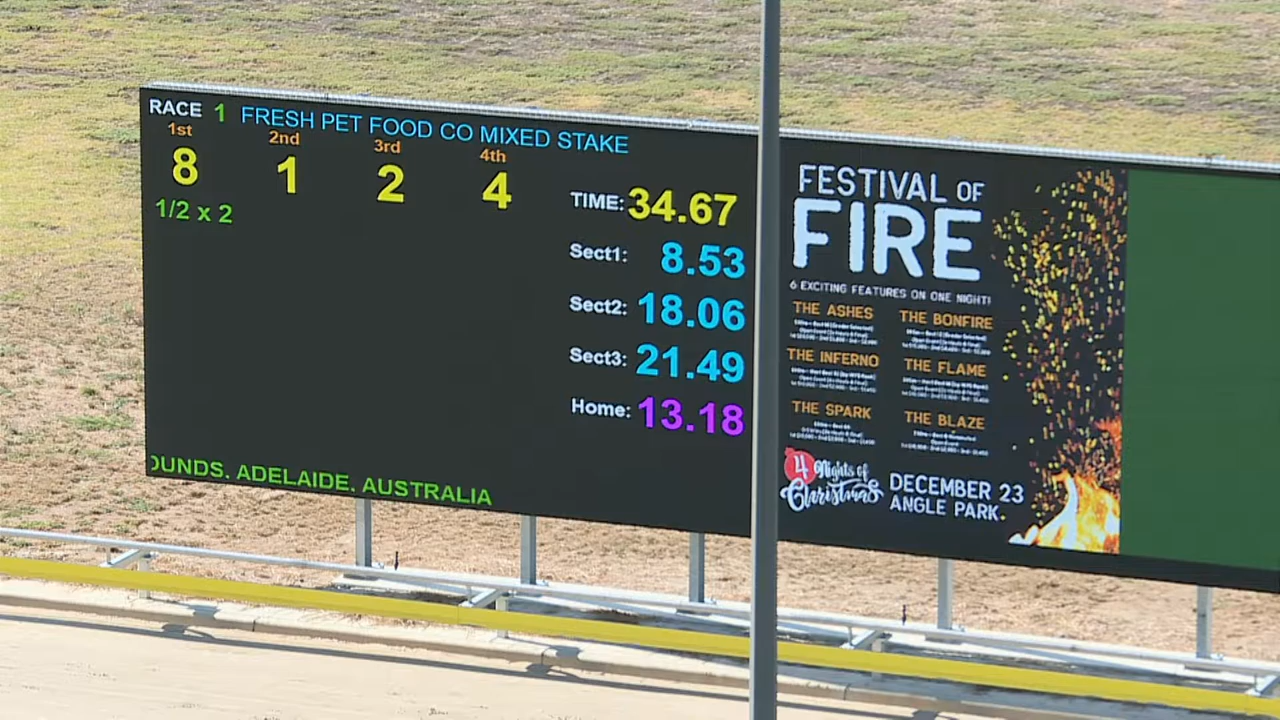 RACE 1 FRESH PET FOOD CO MIXED STAKE
1st 2nd 3rd 4th
8 1 2 4
1/2 x 2
TIME: 34.67
Sect1: 8.53
Sect2: 18.06
Sect3: 21.49
Home: 13.18
OUNDS, ADELAIDE, AUSTRALIA
FESTIVAL OF
FIRE
6 EXCITING FEATURES ON ONE NIGHT!
THE ASHES
THE BONFIRE
THE INFERNO
THE FLAME
THE SPARK
THE BLAZE
4 Nights of
Christmas
DECEMBER 23
ANGLE PARK.